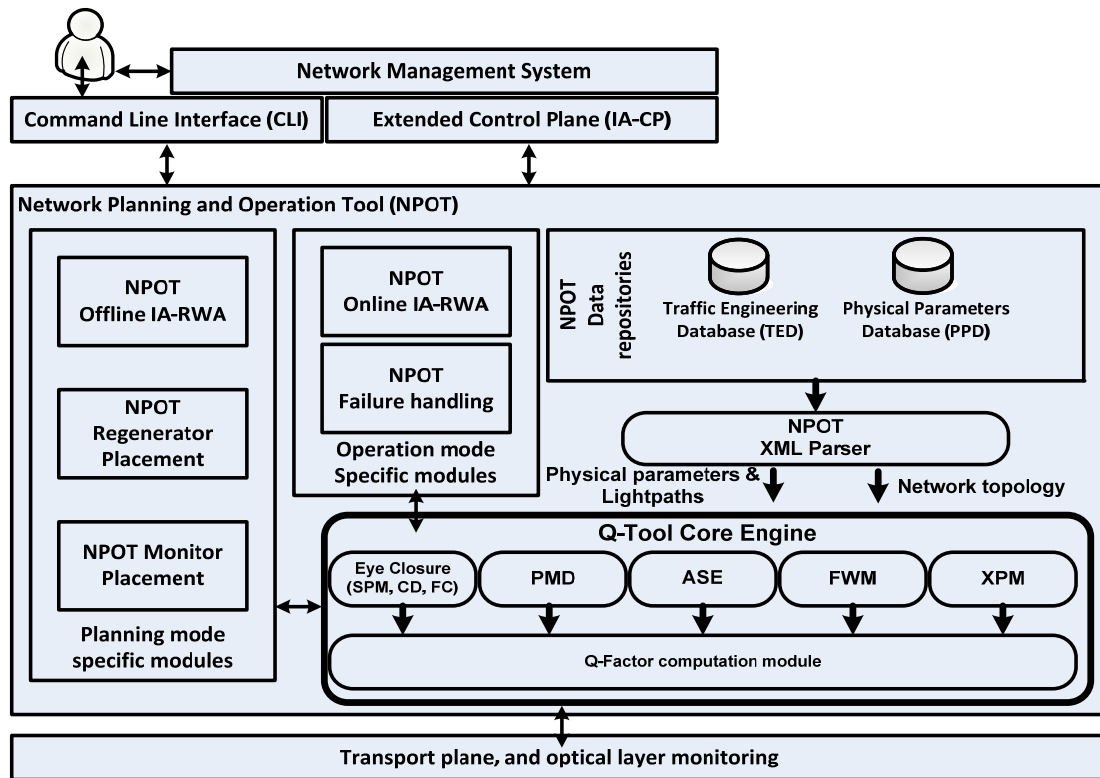 Network Management System
Command Line Interface (CLI)
Extended Control Plane (IA-CP)
Network Planning and Operation Tool (NPOT)
NPOT
Offline IA-RWA
NPOT
Regenerator
Placement
NPOT Monitor
Placement
Planning mode
specific modules
NPOT
Online IA-RWA
NPOT
Failure handling
Operation mode
Specific modules
NPOT
Data
repositories
Traffic Engineering
Database (TED)
Physical Parameters
Database (PPD)
NPOT
XML Parser
Physical parameters &
Lightpaths
Network topology
Q-Tool Core Engine
Eye Closure
(SPM, CD, FC)
PMD
ASE
FWM
XPM
Q-Factor computation module
Transport plane, and optical layer monitoring